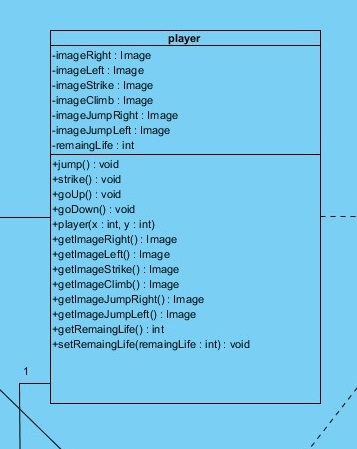 player
-imageRight : Image
-imageLeft : Image
-imageStrike : Image
-imageClimb : Image
-imageJumpRight : Image
-imageJumpLeft : Image
-remaingLife : int
+jump() : void
+strike() : void
+goUp() : void
+goDown() : void
+player(x : int, y : int)
+getImageRight() : Image
+getImageLeft() : Image
+getImageStrike() : Image
+getImageClimb() : Image
+getImageJumpRight() : Image
+getImageJumpLeft() : Image
+getRemaingLife() : int
+setRemaingLife(remaingLife : int) : void
1